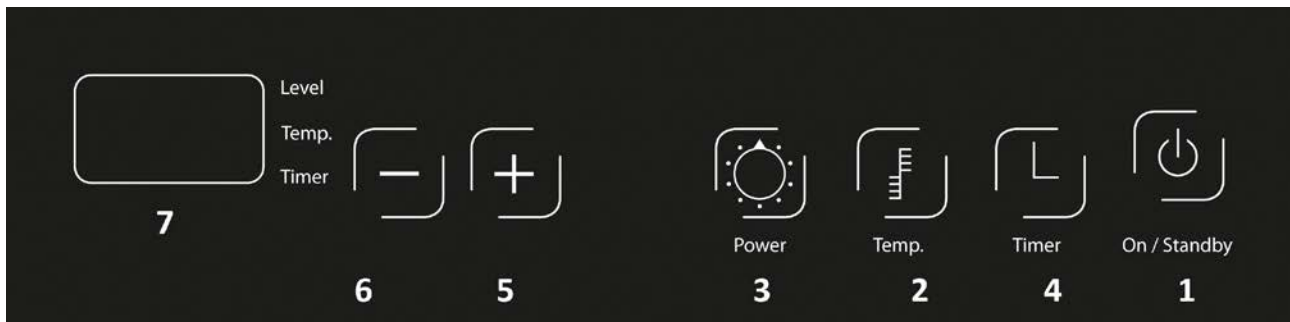 Level
Temp.
Timer
7
6
5
Power
Temp.
Timer
On / Standby
3
2
4
1